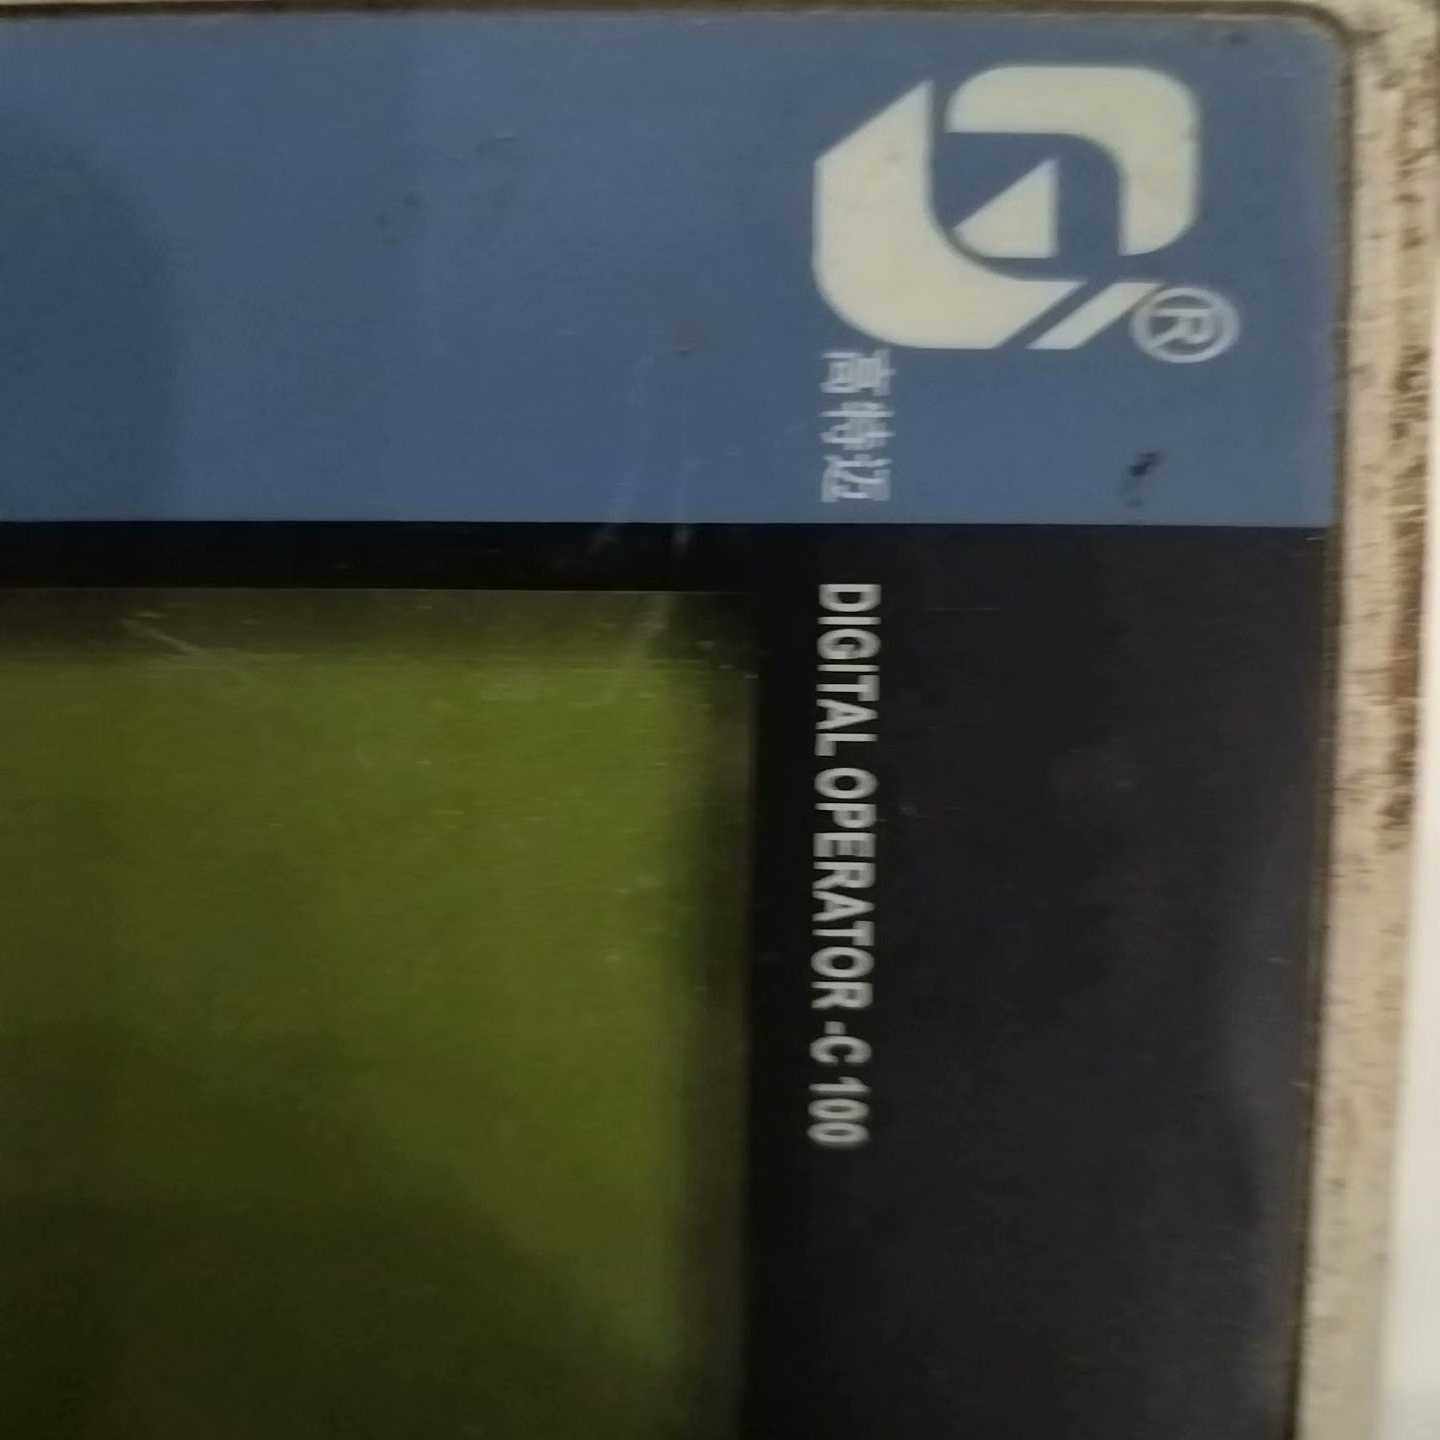 ®
高特迈
DIGITAL OPERATOR -C 100